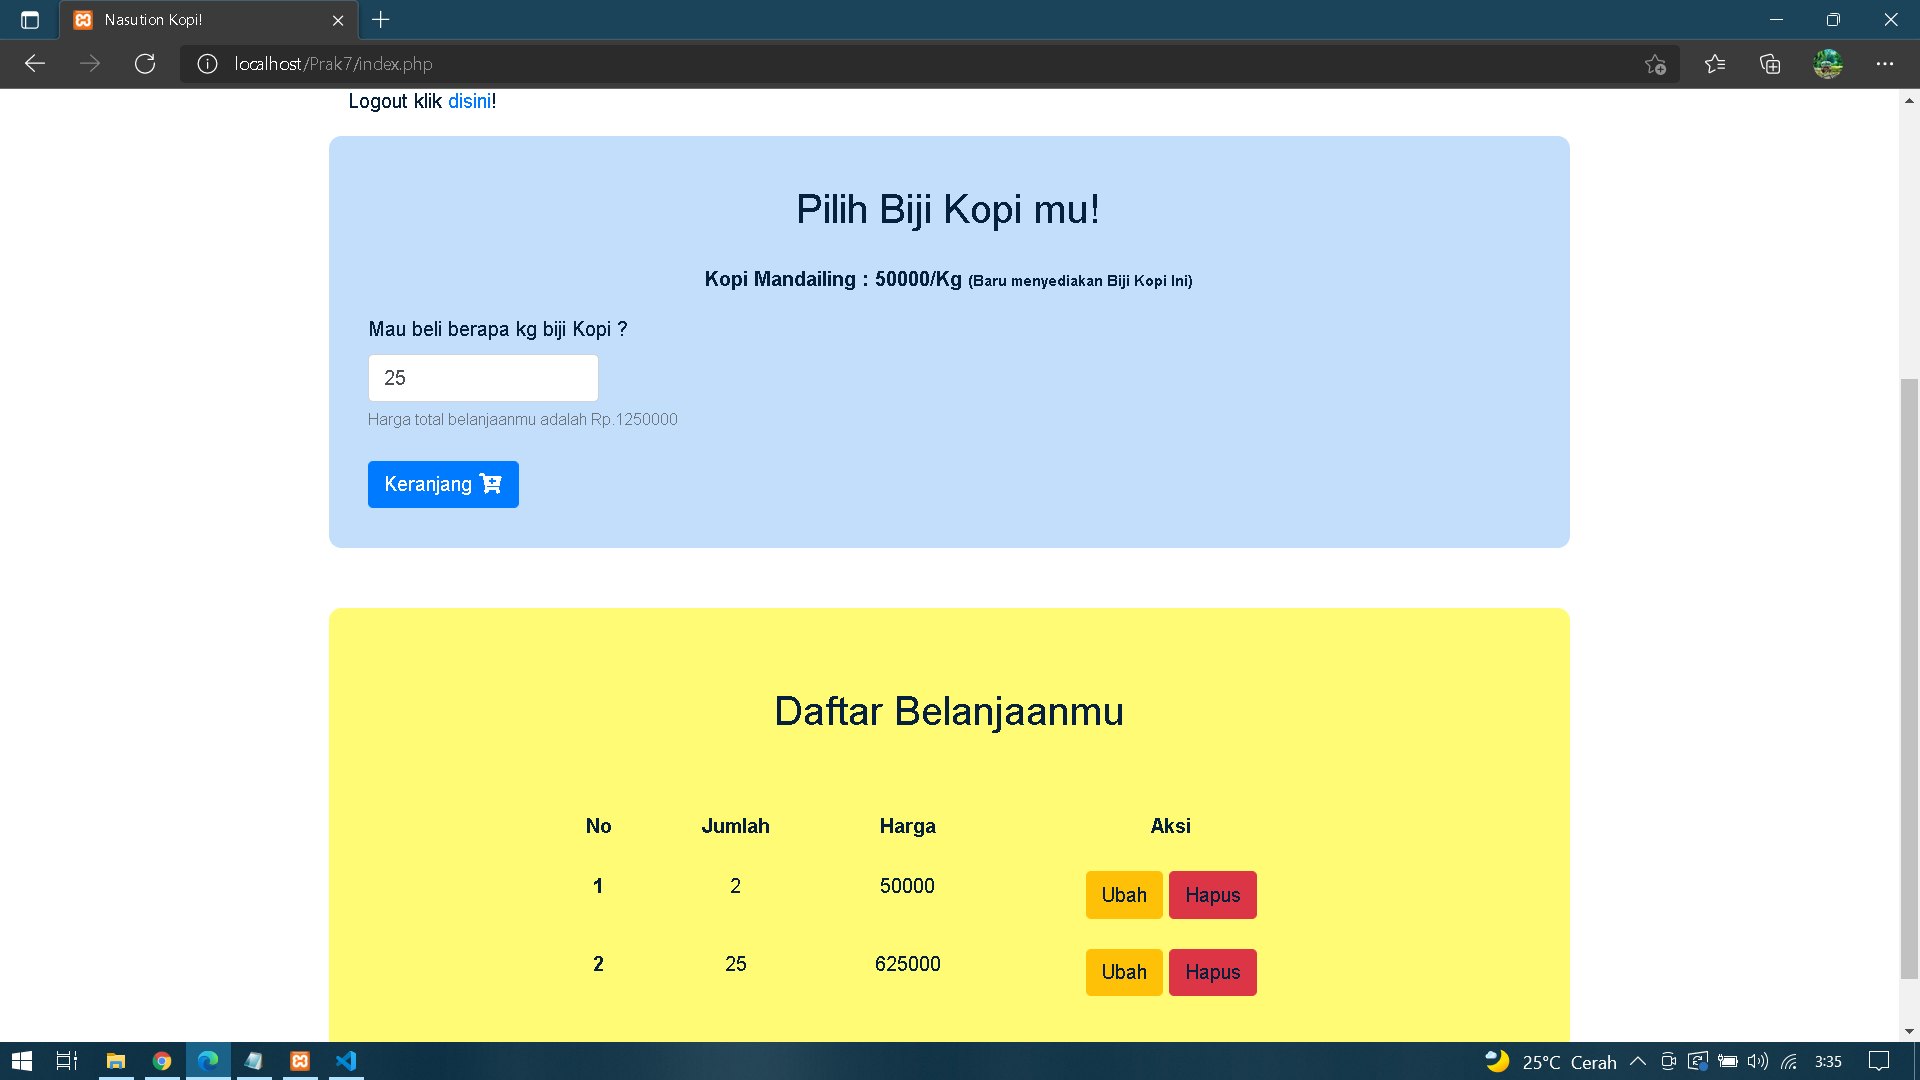 Nasution Kopi!
localhost/Prak7/index.php
Logout klik disini!
Pilih Biji Kopi mu!
Kopi Mandailing : 50000/Kg (Baru menyediakan Biji Kopi Ini)
Mau beli berapa kg biji Kopi ?
25
Harga total belanjaanmu adalah Rp.1250000
Keranjang
Daftar Belanjaanmu
No Jumlah Harga Aksi
1 2 50000 Ubah Hapus
2 25 625000 Ubah Hapus
25°C Cerah 3:35